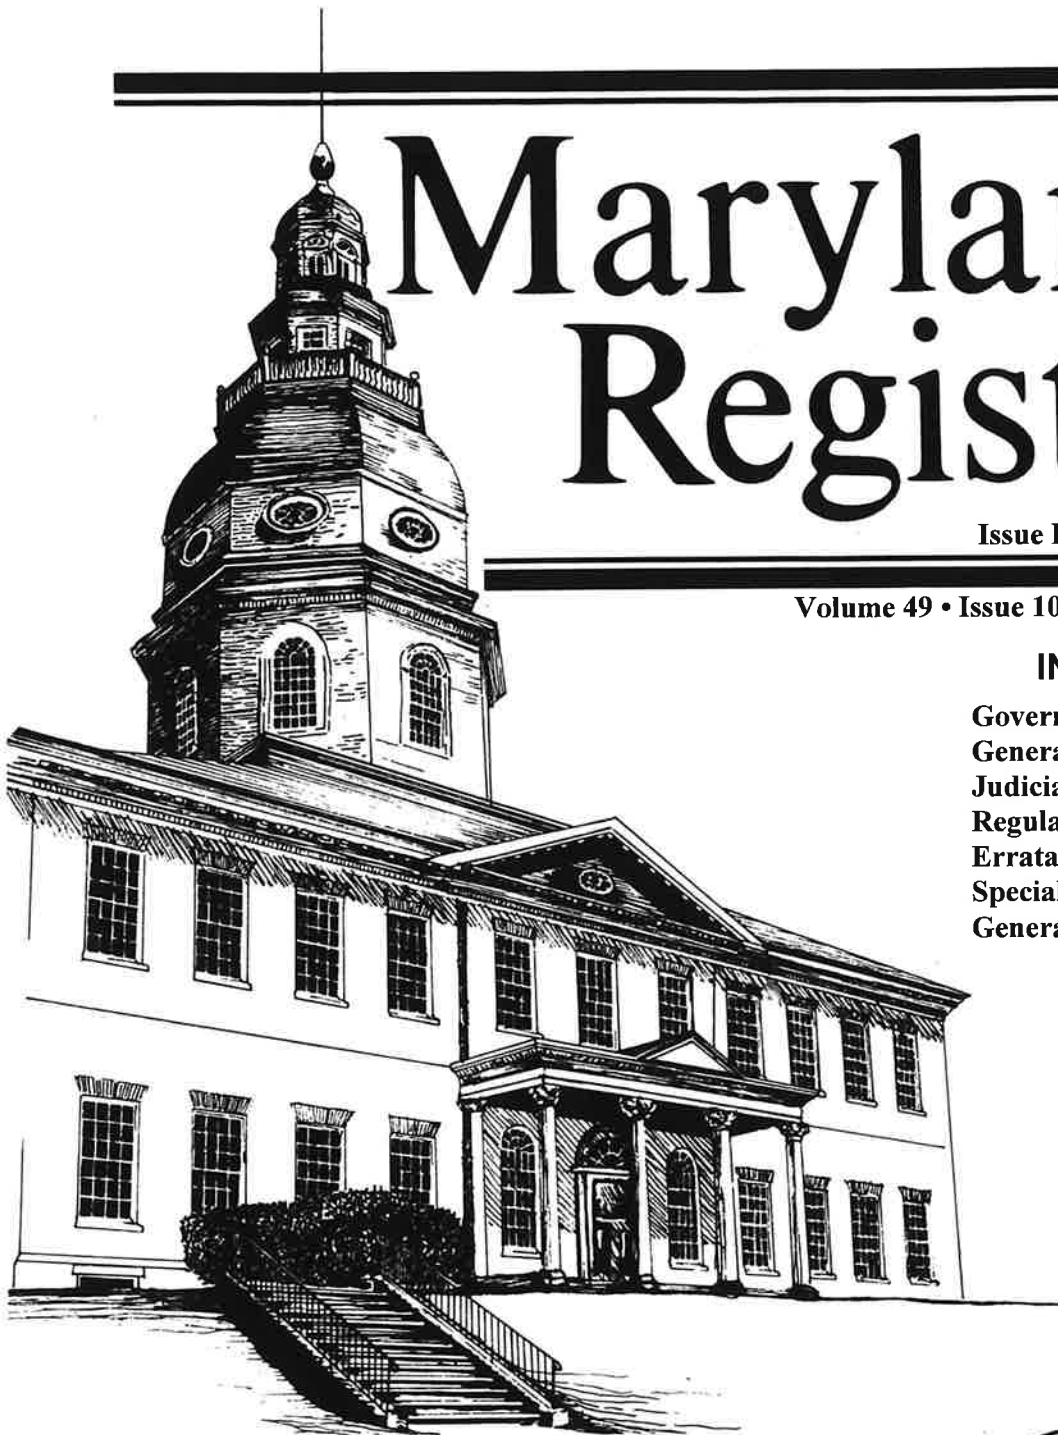 Marylan
Regist
Issue
Volume 49 • Issue 10
IN
Govern
Genera
Judicia
Regula
Errata
Special
Genera